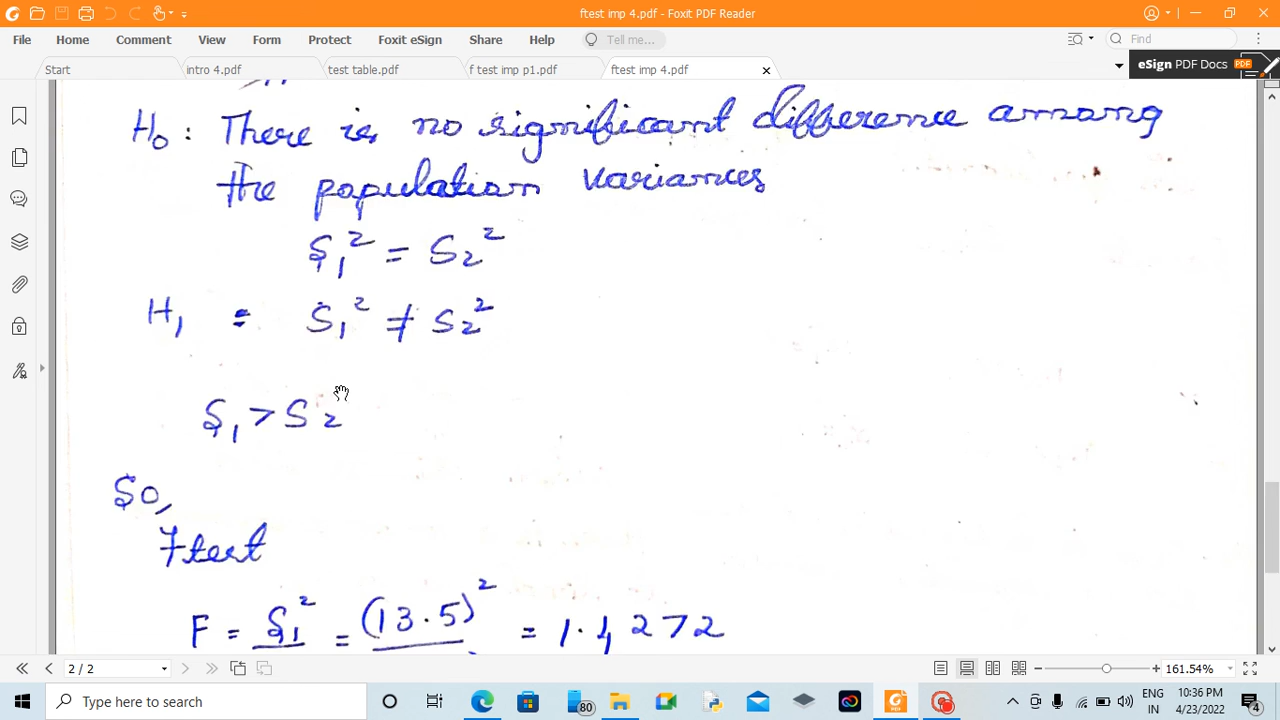 ftest imp 4.pdf - Foxit PDF Reader
File Home Comment View Form Protect Foxit eSign Share Help Tell me... Find
Start intro 4.pdf test table.pdf f test imp p1.pdf ftest imp 4.pdf eSign PDF Docs PDF
H₀ : There is no significant difference among
the population variances
S₁² = S₂²
H₁ : S₁² ≠ S₂²
S₁ > S₂
So,
Ftest
F = S₁² = (13.5)² = 1.4272
2 / 2 161.54%
Type here to search 80 ENG IN 10:36 PM 4/23/2022 4